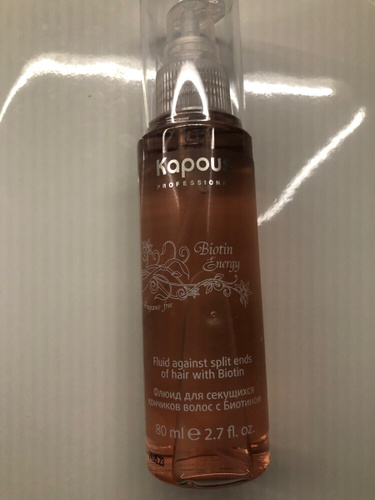 Kapous
PROFESSIONAL
Biotin
Energy
free
Fluid against split ends
of hair with Biotin
Флюид для секущихся
кончиков волос с Биотином
80 ml e 2.7 fl. oz.